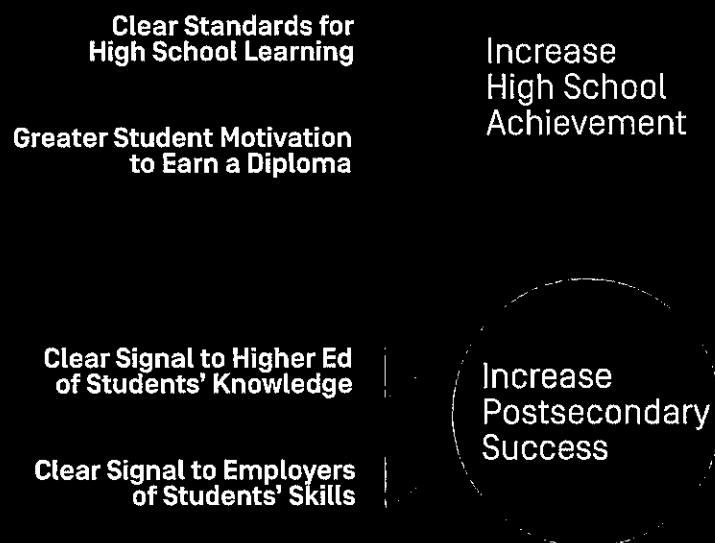 Clear Standards for
High School Learning
Increase
High School
Achievement
Greater Student Motivation
to Earn a Diploma
Clear Signal to Higher Ed
of Students’ Knowledge
Increase
Postsecondary
Success
Clear Signal to Employers
of Students’ Skills